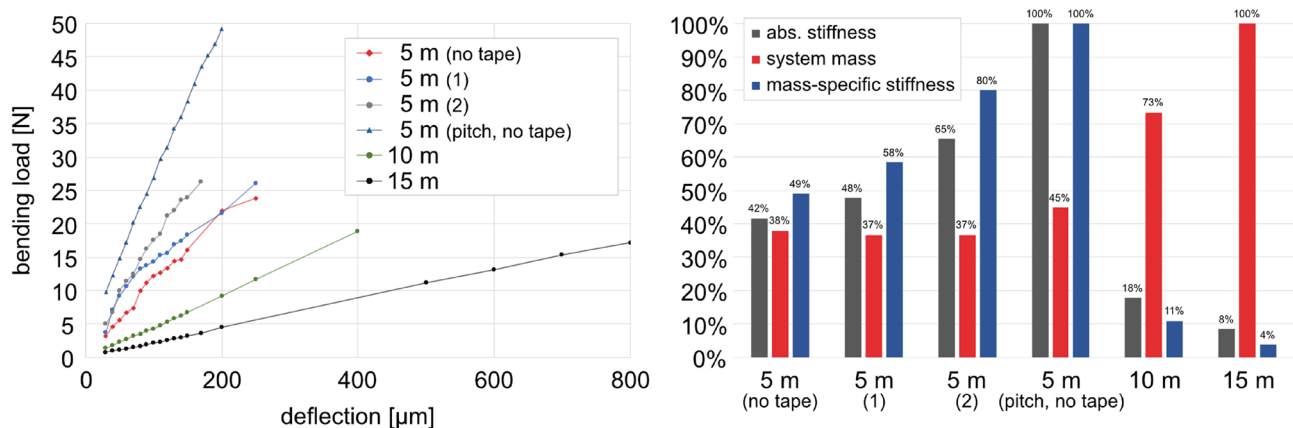 50
45
40
35
30
25
20
15
10
5
0
bending load [N]
0
200
400
600
800
deflection [µm]
5 m (no tape)
5 m (1)
5 m (2)
5 m (pitch, no tape)
10 m
15 m
100%
90%
80%
70%
60%
50%
40%
30%
20%
10%
0%
abs. stiffness
system mass
mass-specific stiffness
42%
38%
49%
48%
37%
58%
65%
37%
80%
100%
45%
100%
18%
73%
11%
8%
100%
4%
5 m
(no tape)
5 m
(1)
5 m
(2)
5 m
(pitch, no tape)
10 m
15 m